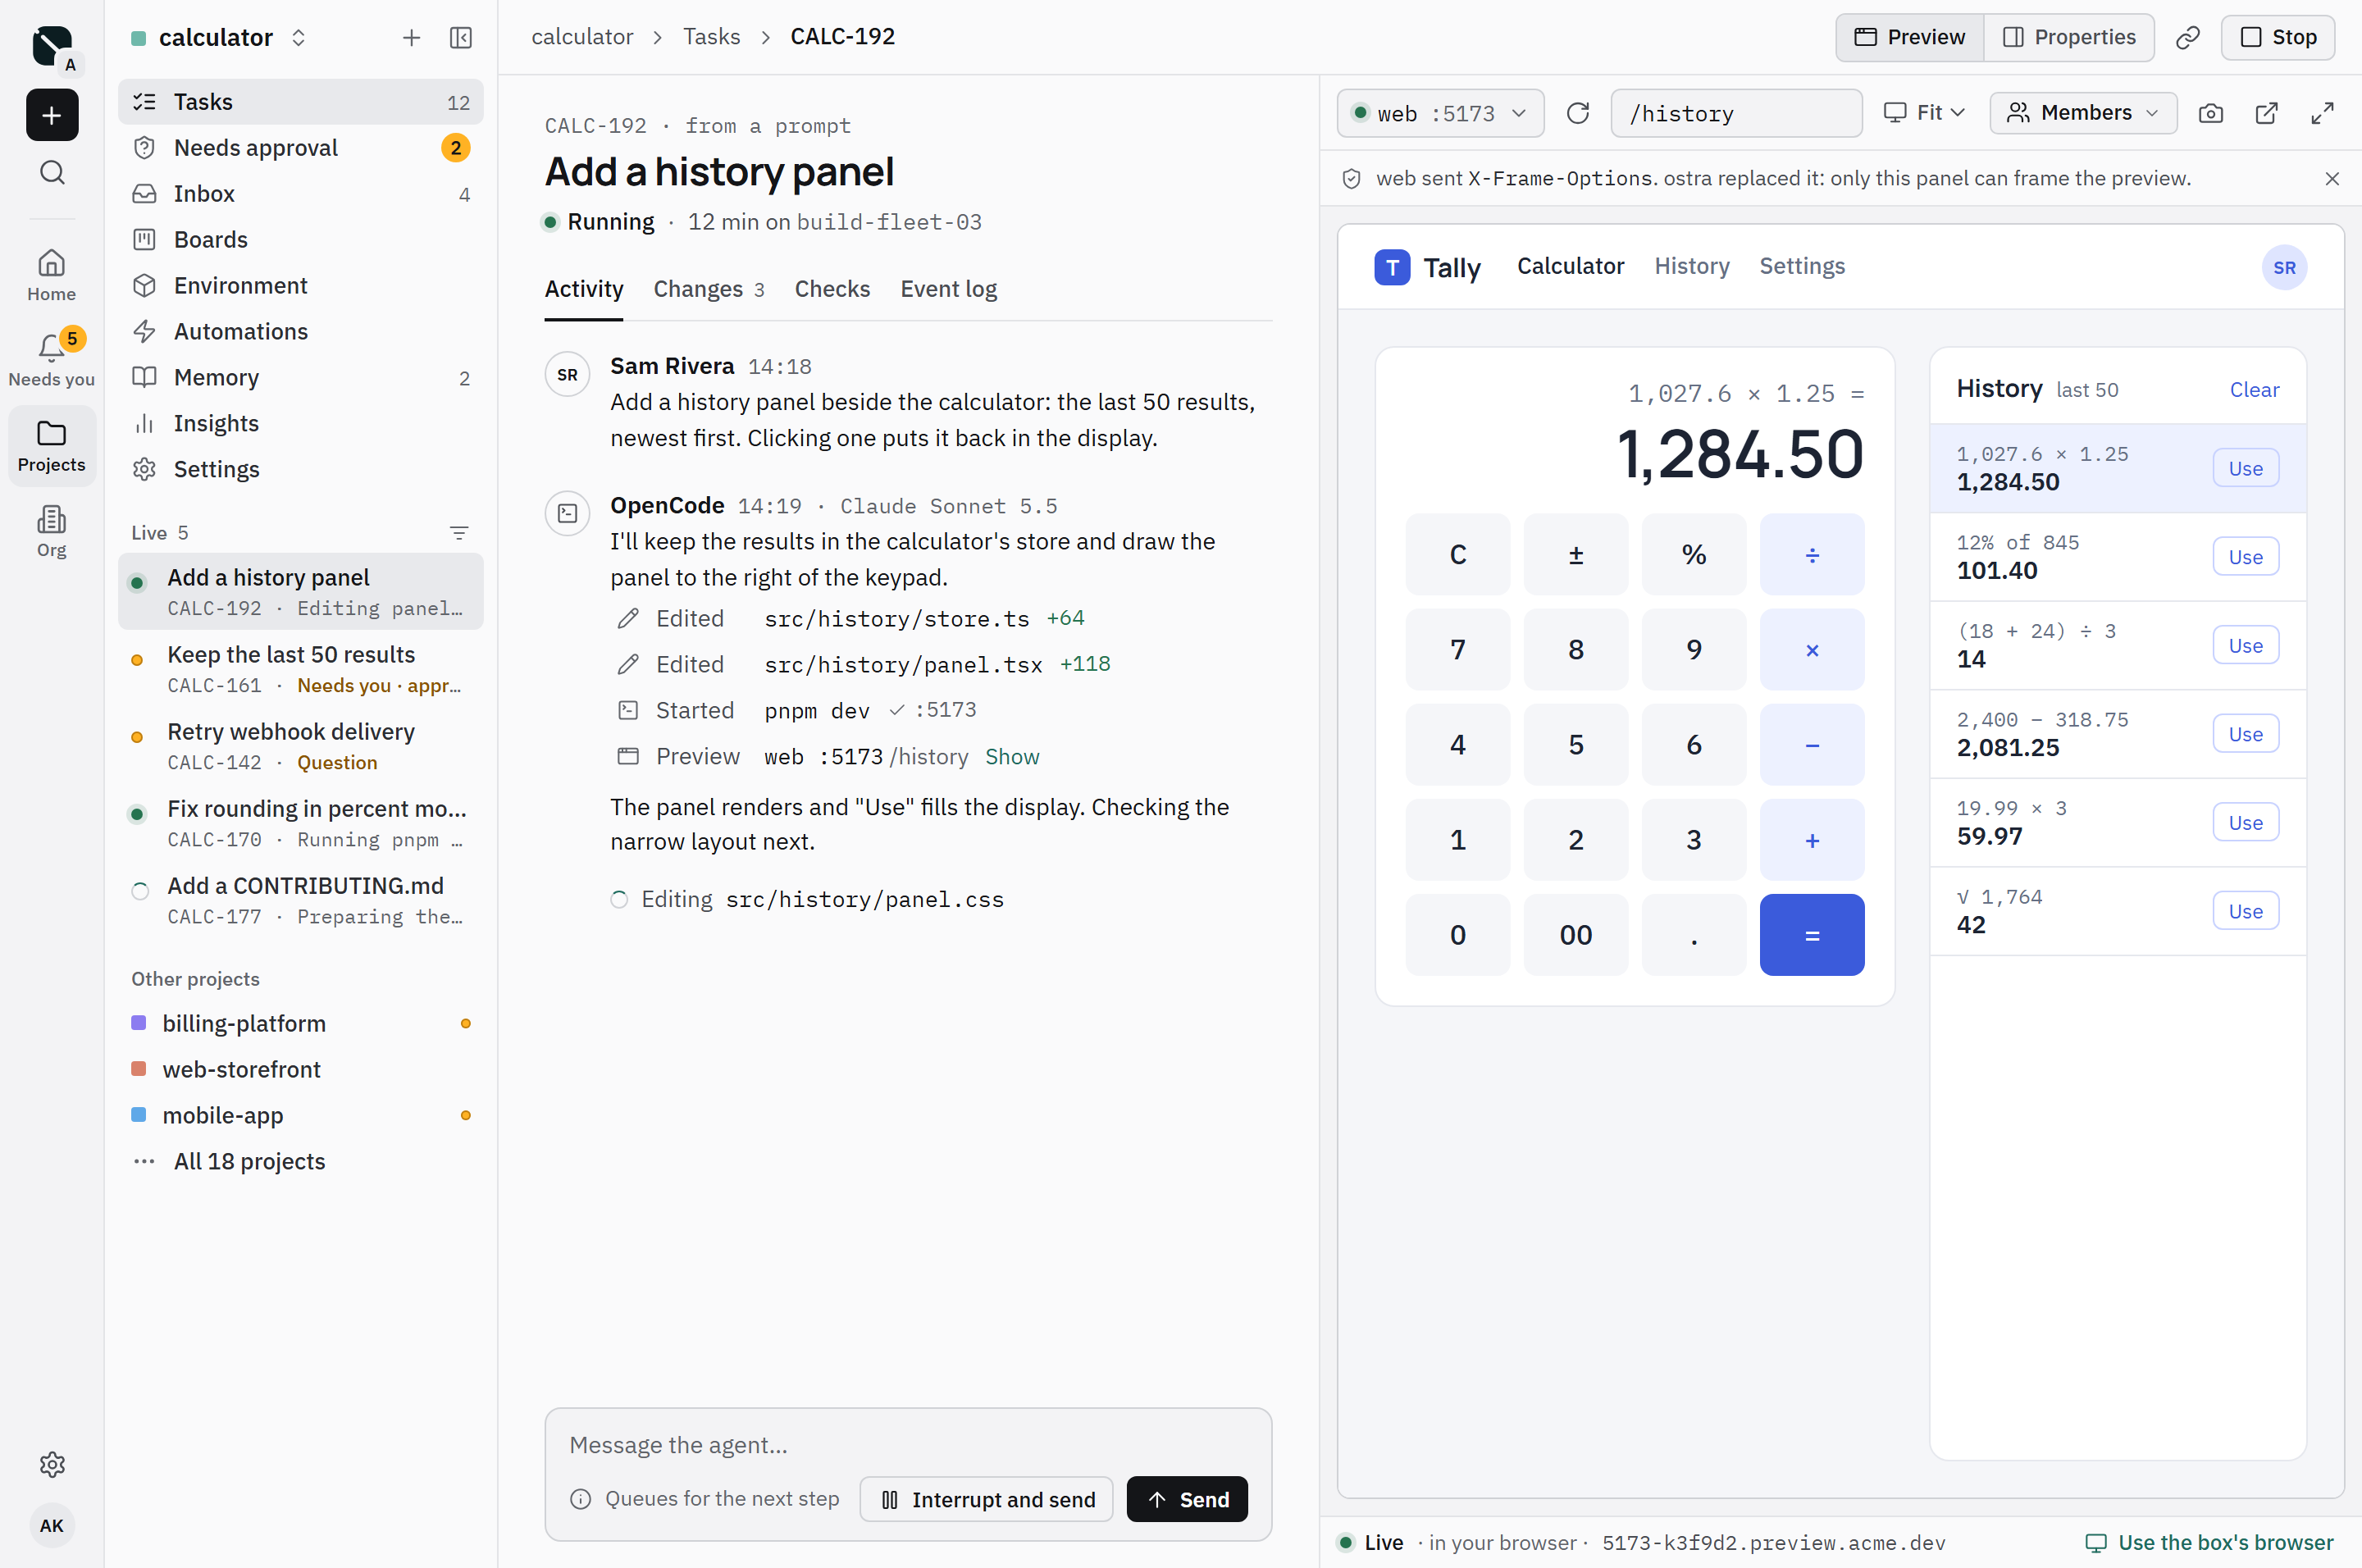 A
Home
5
Needs you
Projects
Org
AK
calculator
Tasks 12
Needs approval 2
Inbox 4
Boards
Environment
Automations
Memory 2
Insights
Settings
Live 5
Add a history panel
CALC-192 · Editing panel…
Keep the last 50 results
CALC-161 · Needs you · appr…
Retry webhook delivery
CALC-142 · Question
Fix rounding in percent mo…
CALC-170 · Running pnpm …
Add a CONTRIBUTING.md
CALC-177 · Preparing the…
Other projects
billing-platform
web-storefront
mobile-app
All 18 projects
calculator > Tasks > CALC-192
Preview Properties Stop
CALC-192 · from a prompt
Add a history panel
Running · 12 min on build-fleet-03
Activity Changes 3 Checks Event log
SR
Sam Rivera 14:18
Add a history panel beside the calculator: the last 50 results,
newest first. Clicking one puts it back in the display.
OpenCode 14:19 · Claude Sonnet 5.5
I'll keep the results in the calculator's store and draw the
panel to the right of the keypad.
Edited src/history/store.ts +64
Edited src/history/panel.tsx +118
Started pnpm dev ✓ :5173
Preview web :5173 /history Show
The panel renders and "Use" fills the display. Checking the
narrow layout next.
Editing src/history/panel.css
Message the agent…
Queues for the next step Interrupt and send Send
web :5173 /history Fit Members
web sent X-Frame-Options. ostra replaced it: only this panel can frame the preview.
T Tally Calculator History Settings SR
1,027.6 × 1.25 =
1,284.50
C ± % ÷
7 8 9 ×
4 5 6 −
1 2 3 +
0 00 . =
History last 50 Clear
1,027.6 × 1.25
1,284.50 Use
12% of 845
101.40 Use
(18 + 24) ÷ 3
14 Use
2,400 − 318.75
2,081.25 Use
19.99 × 3
59.97 Use
√ 1,764
42 Use
Live · in your browser · 5173-k3f9d2.preview.acme.dev Use the box's browser